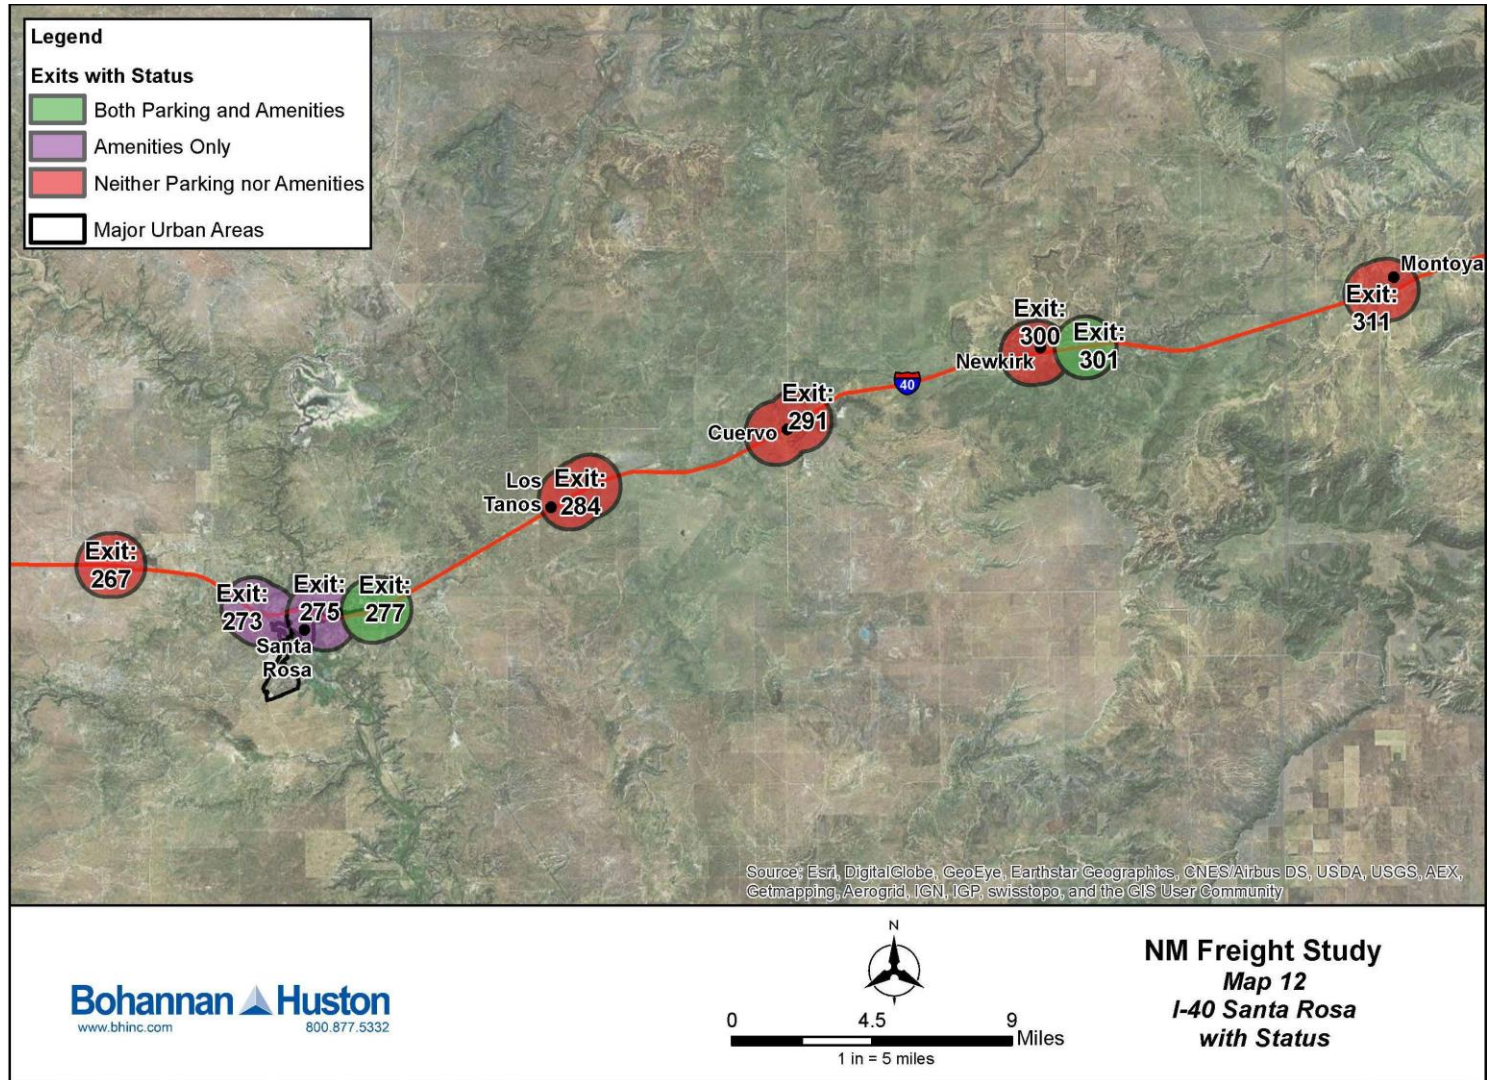 Legend
Exits with Status
Both Parking and Amenities
Amenities Only
Neither Parking nor Amenities
Major Urban Areas
Montoya
Exit:
311
Exit:
300
Exit:
301
Newkirk
40
Exit:
291
Cuervo
Los
Tanos
Exit:
284
Exit:
267
Exit:
273
Exit:
275
Exit:
277
Santa
Rosa
Source: Esri, DigitalGlobe, GeoEye, Earthstar Geographics, CNES/Airbus DS, USDA, USGS, AEX,
Getmapping, Aerogrid, IGN, IGP, swisstopo, and the GIS User Community
Bohannan Huston
www.bhinc.com 800.877.5332
N
0 4.5 9
Miles
1 in = 5 miles
NM Freight Study
Map 12
I-40 Santa Rosa
with Status